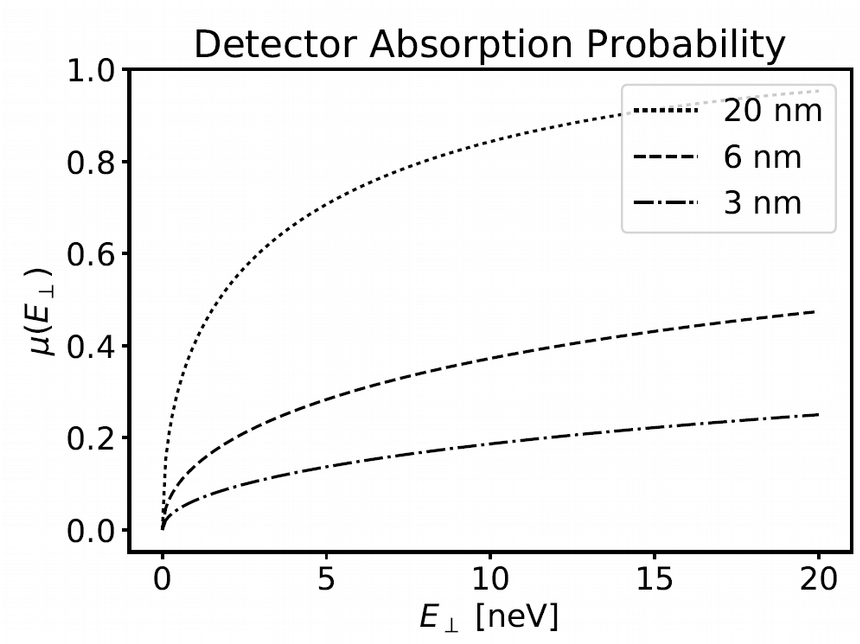 Detector Absorption Probability
1.0
0.8
0.6
0.4
0.2
0.0
μ(E⊥)
20 nm
6 nm
3 nm
0 5 10 15 20
E⊥ [neV]